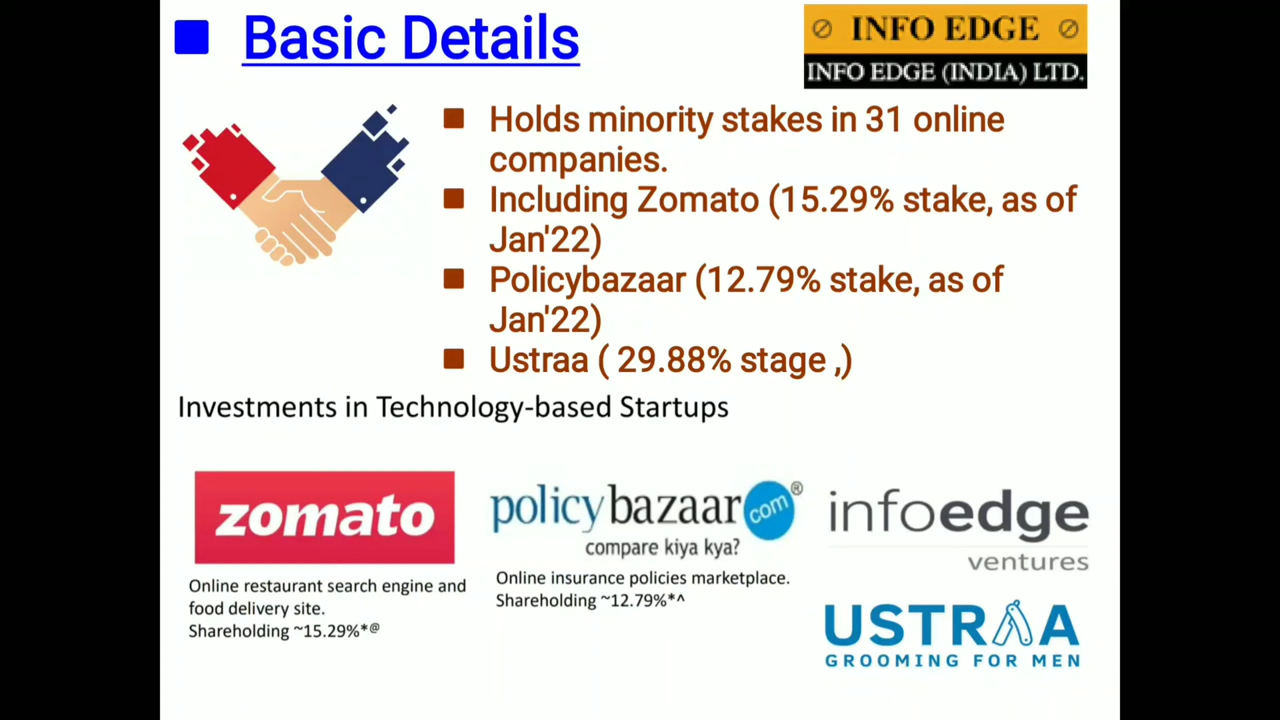 Basic Details
INFO EDGE
INFO EDGE (INDIA) LTD.
Holds minority stakes in 31 online
companies.
Including Zomato (15.29% stake, as of
Jan'22)
Policybazaar (12.79% stake, as of
Jan'22)
Ustraa ( 29.88% stage ,)
Investments in Technology-based Startups
zomato
Online restaurant search engine and
food delivery site.
Shareholding ~15.29%*@
policybazaar.com®
compare kiya kya?
Online insurance policies marketplace.
Shareholding ~12.79%*^
infoedge
ventures
USTRAA
GROOMING FOR MEN